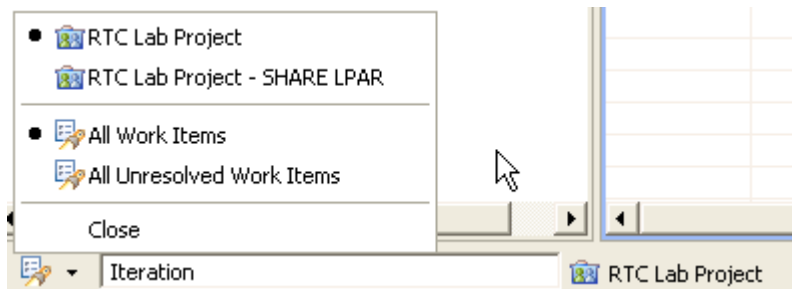 RTC Lab Project
RTC Lab Project - SHARE LPAR
All Work Items
All Unresolved Work Items
Close
Iteration
RTC Lab Project